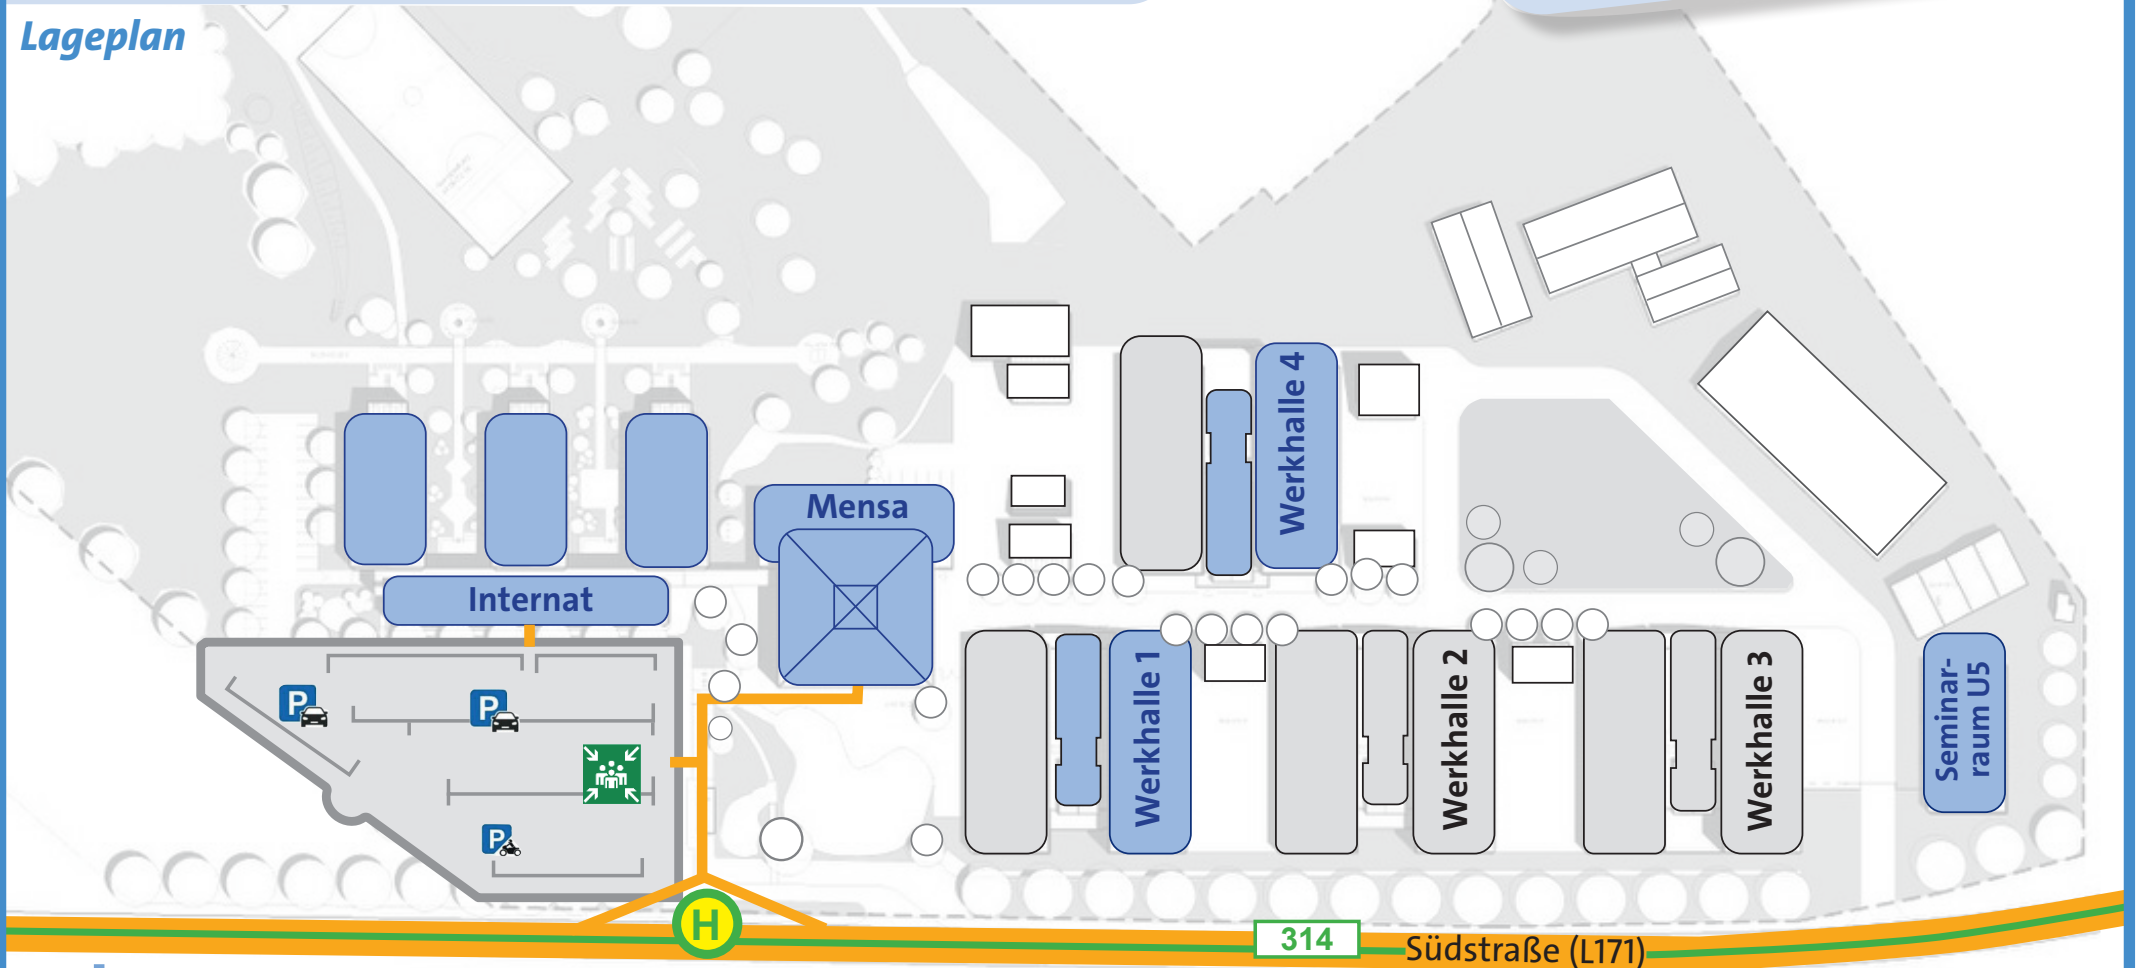 Lageplan
Werkhalle 4
Mensa
Internat
P
P
P
Werkhalle 1
Werkhalle 2
Werkhalle 3
Seminar-
raum U5
H
314
Südstraße (L171)